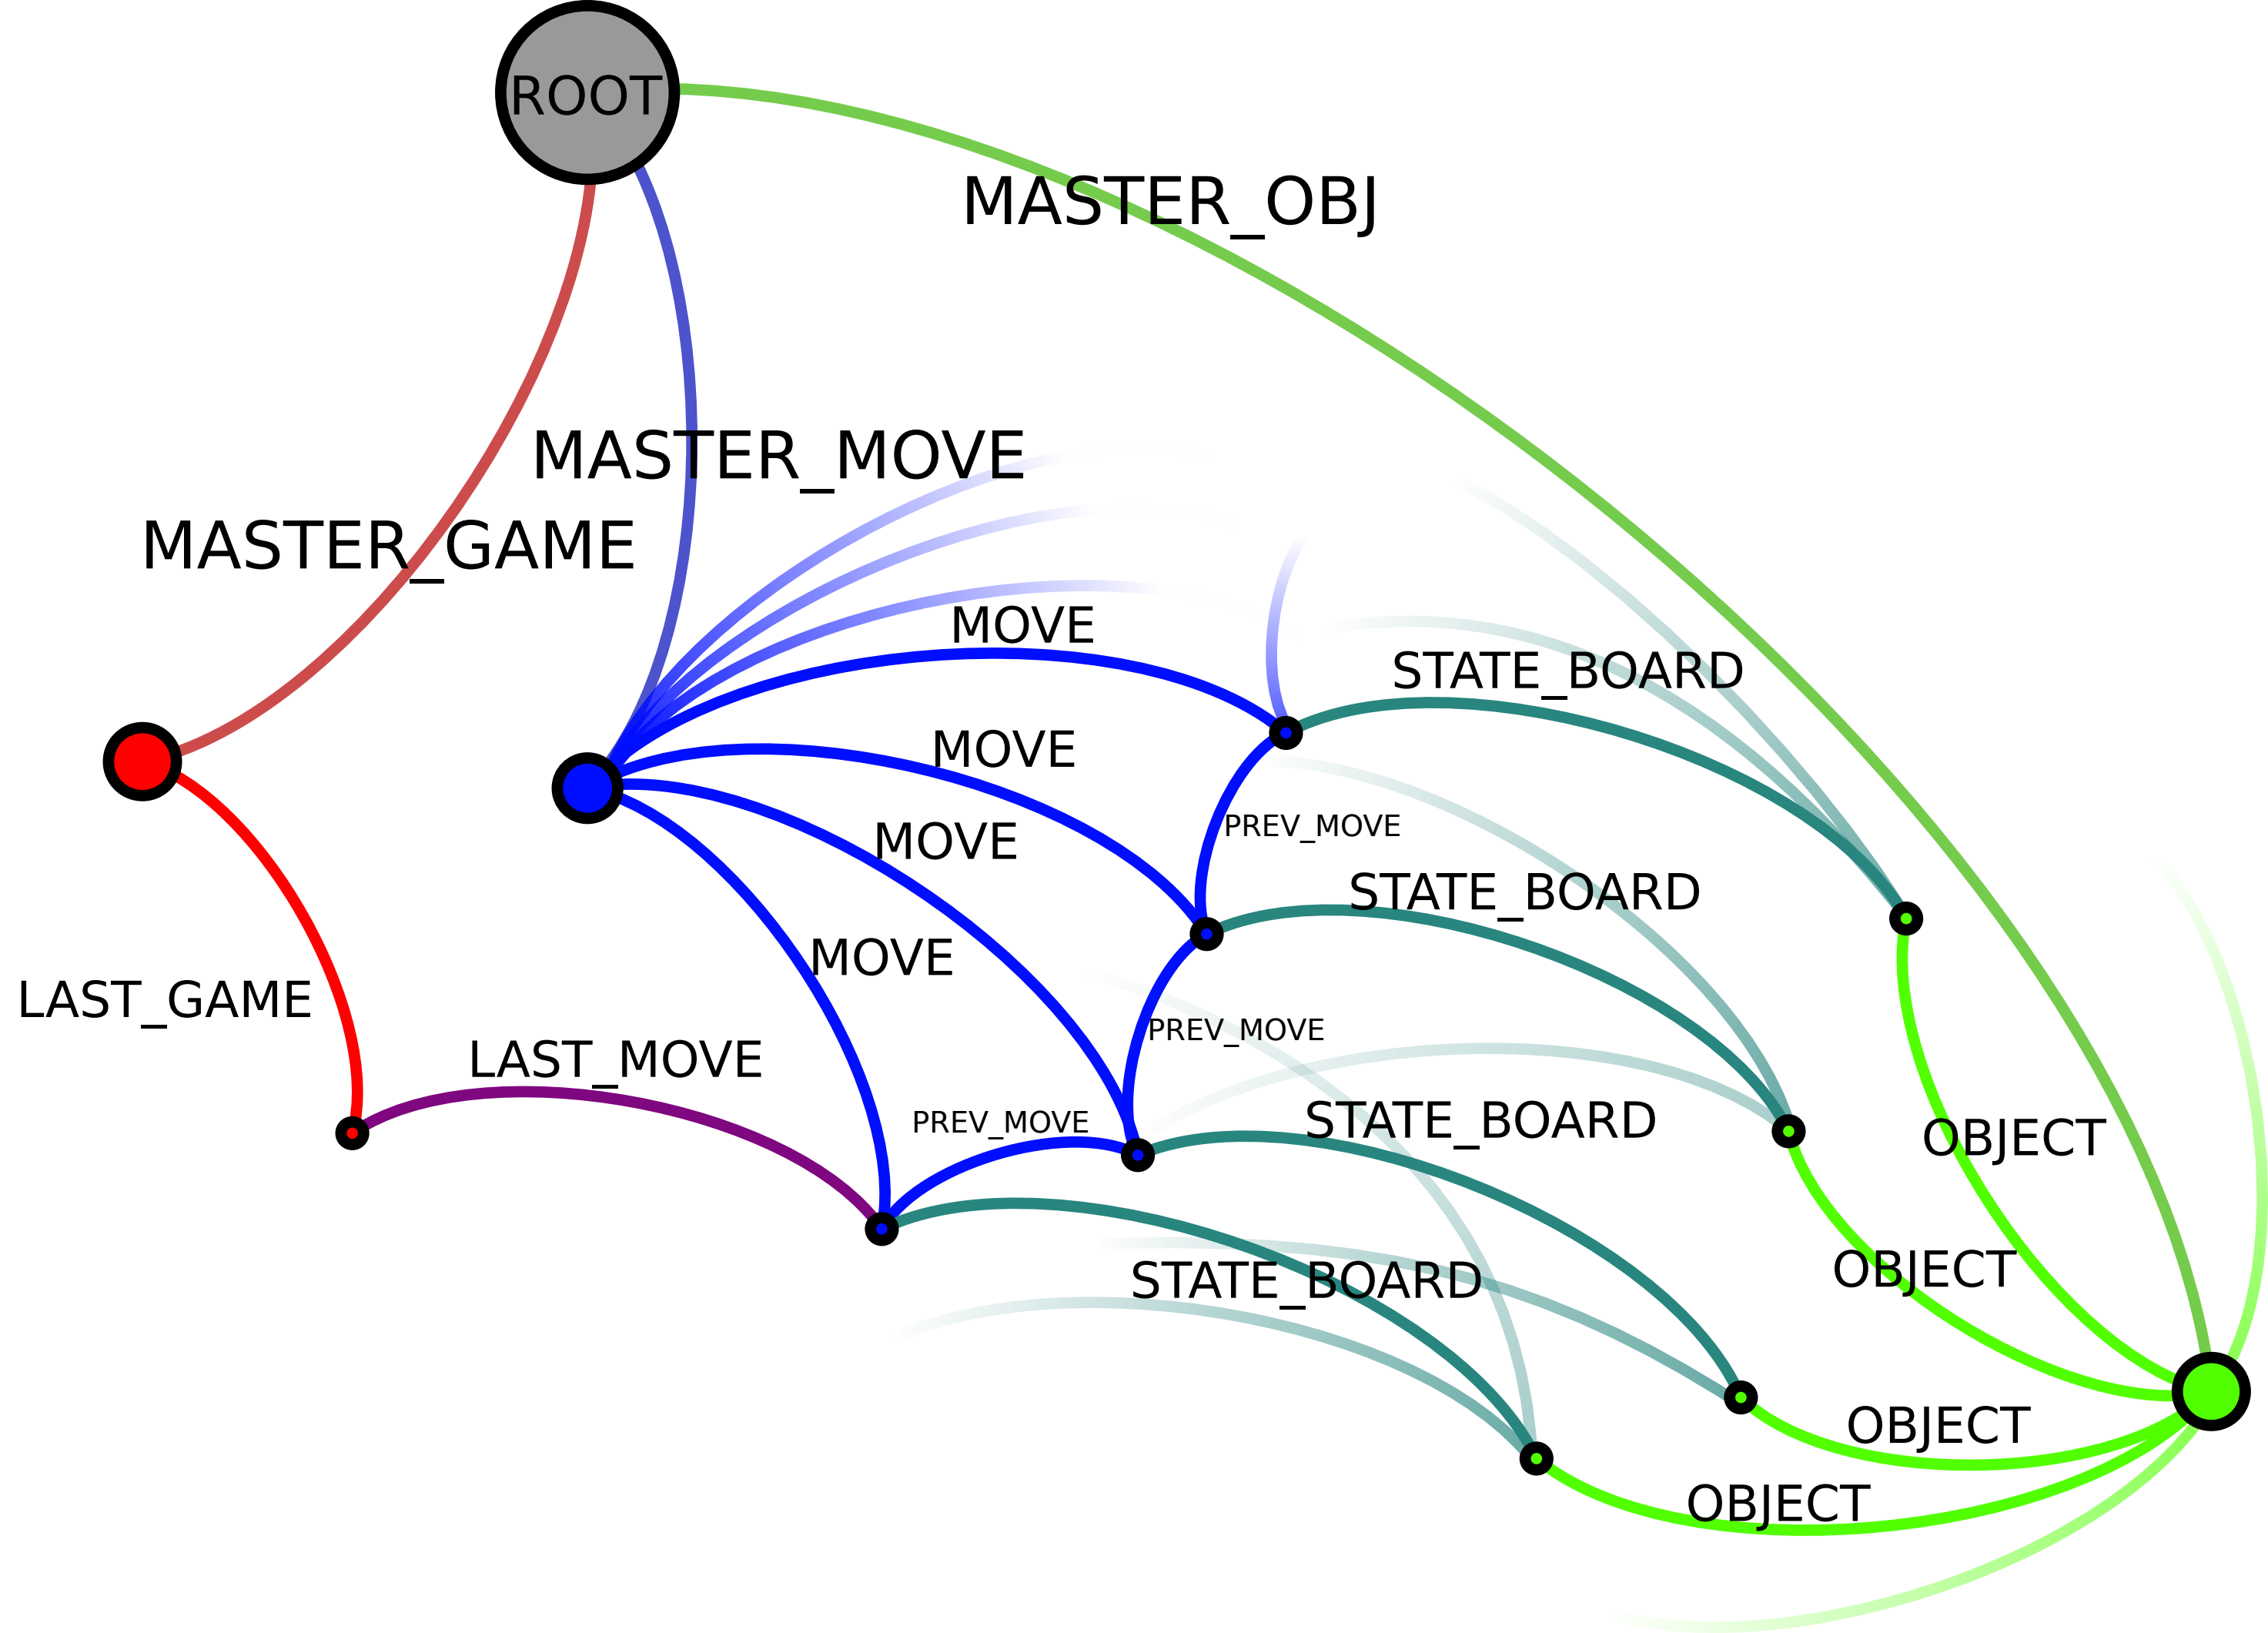 ROOT
MASTER_OBJ
MASTER_MOVE
MASTER_GAME
MOVE
STATE_BOARD
MOVE
PREV_MOVE
MOVE
STATE_BOARD
MOVE
LAST_GAME
PREV_MOVE
LAST_MOVE
PREV_MOVE
STATE_BOARD
OBJECT
OBJECT
STATE_BOARD
OBJECT
OBJECT